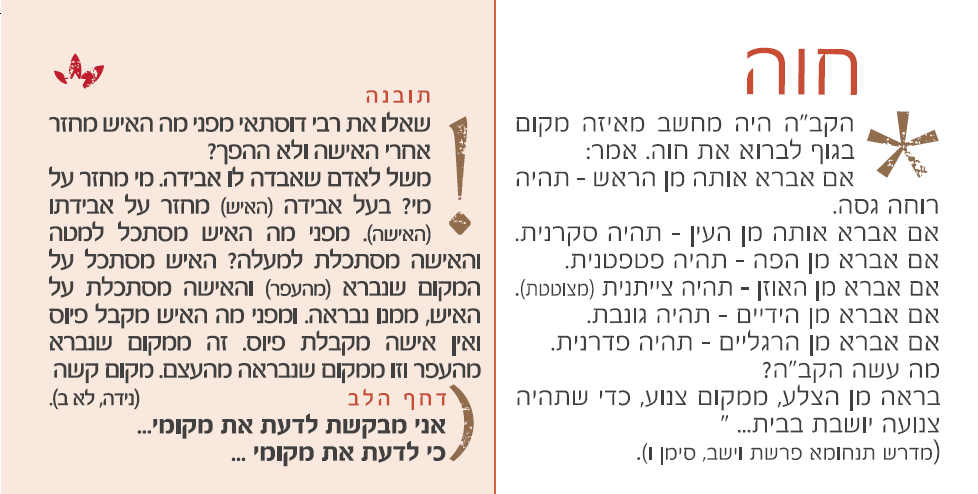 חוה
הקב"ה היה מחשב מאיזה מקום
בגוף לברוא את חוה. אמר:
אם אברא אותה מן הראש - תהיה
רוחה גסה.
אם אברא אותה מן העין - תהיה סקרנית.
אם אברא מן הפה - תהיה פטפטנית.
אם אברא מן האוזן - תהיה צייתנית (מצוטטת).
אם אברא מן הידיים - תהיה גונבת.
אם אברא מן הרגליים - תהיה פדרנית.
מה עשה הקב"ה?
בראה מן הצלע, ממקום צנוע, כדי שתהיה
צנועה יושבת בבית... "
(מדרש תנחומא פרשת וישב, סימן ו).
תובנה
שאלו את רבי דוסתאי מפני מה האיש מחזר
אחרי האישה ולא ההפך?
משל לאדם שאבדה לו אבידה. מי מחזר על
מי? בעל אבידה (האיש) מחזר על אבידתו
(האישה). מפני מה האיש מסתכל למטה
והאישה מסתכלת למעלה? האיש מסתכל על
המקום שנברא (מהעפר) והאישה מסתכלת על
האיש, ממנו נבראה. ומפני מה האיש מקבל פיוס
ואין אישה מקבלת פיוס. זה ממקום שנברא
מהעפר וזו ממקום שנבראה מהעצם. מקום קשה
(נידה, לא ב).
דחף הלב
אני מבקשת לדעת את מקומי...
כי לדעת את מקומי ...